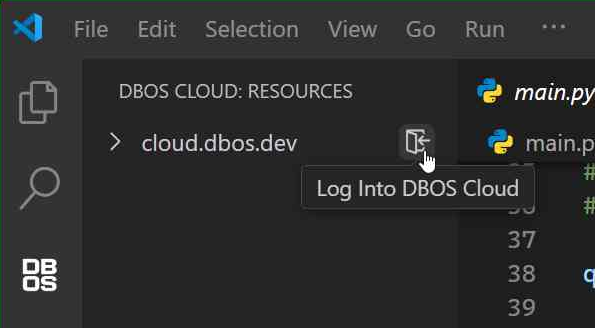 File Edit Selection View Go Run ...
DBOS CLOUD: RESOURCES
main.py
cloud.dbos.dev
main.p
Log Into DBOS Cloud
#
36 #
37
38 q
39
DB
OS